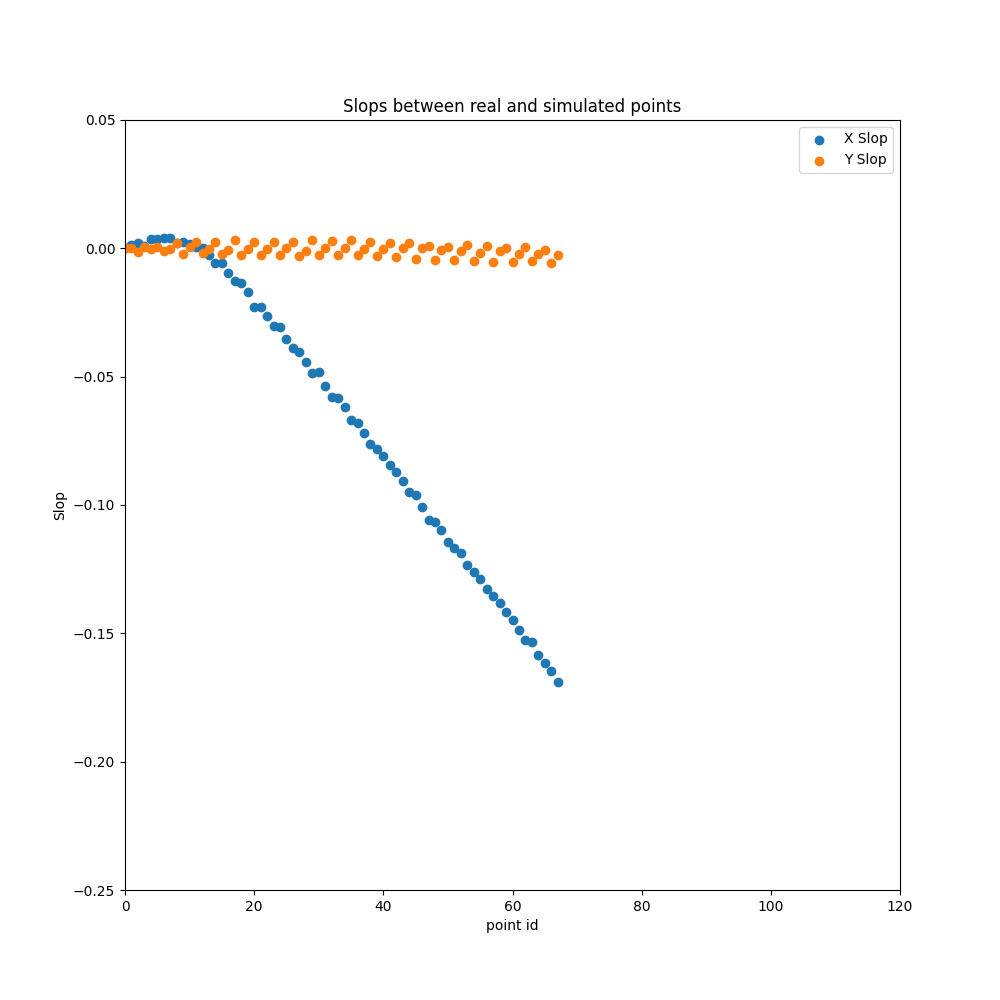 Slops between real and simulated points
X Slop
Y Slop
0.05
0.00
−0.05
−0.10
−0.15
−0.20
−0.25
Slop
0 20 40 60 80 100 120
point id